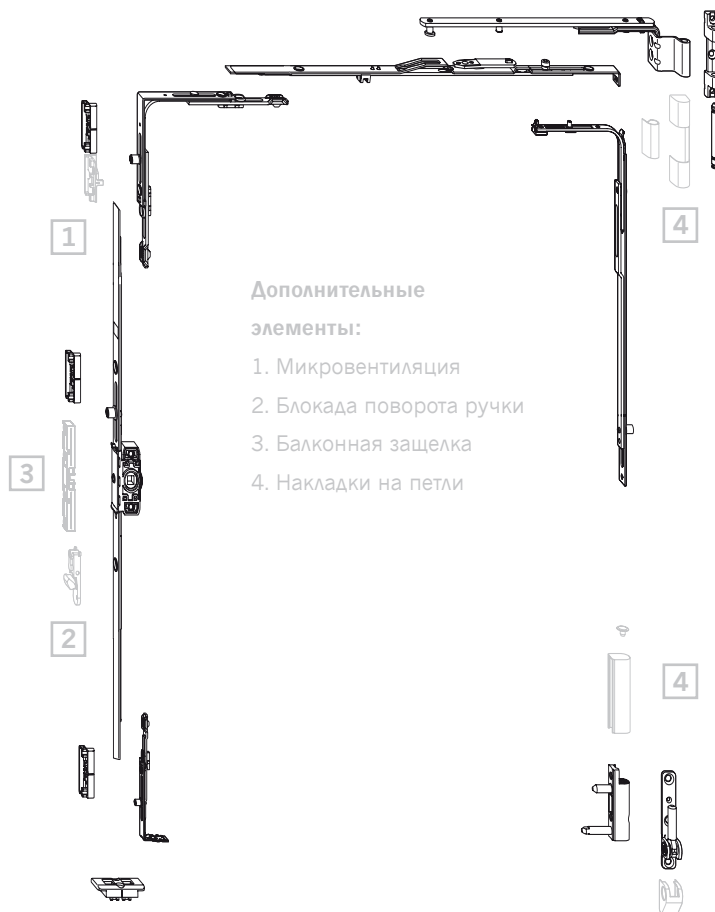 4
1
Дополнительные
элементы:
1. Микровентиляция
2. Блокада поворота ручки
3. Балконная защелка
4. Накладки на петли
3
2
4